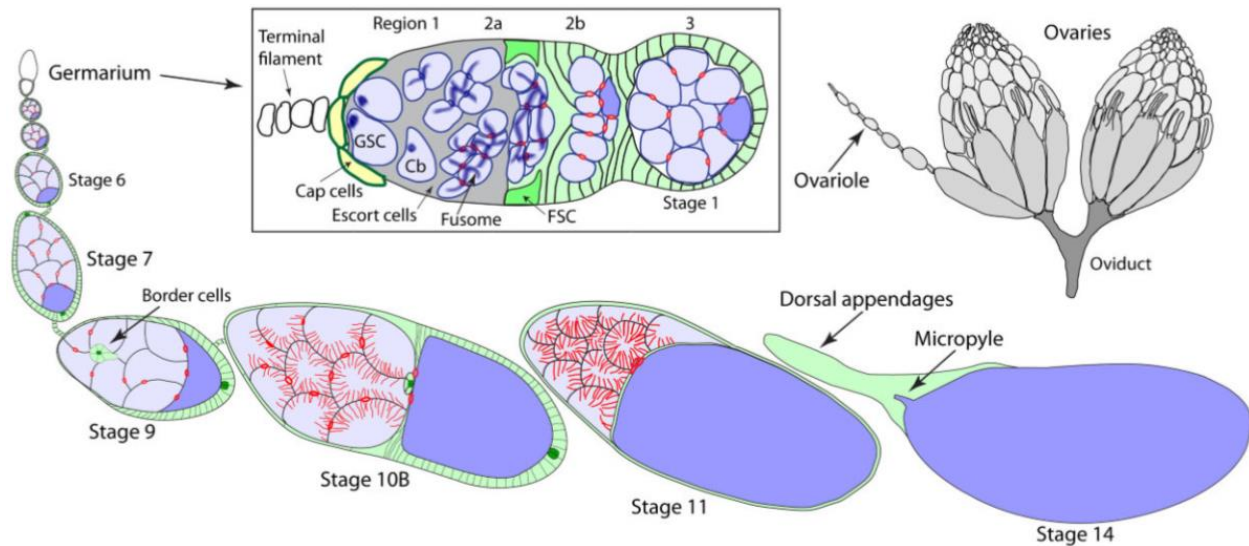 Region 1
2a
2b
3
Terminal
filament
Germarium
GSC
Cb
Cap cells
Escort cells
Fusome
FSC
Stage 1
Ovaries
Ovariole
Oviduct
Stage 6
Stage 7
Border cells
Stage 9
Stage 10B
Stage 11
Dorsal appendages
Micropyle
Stage 14